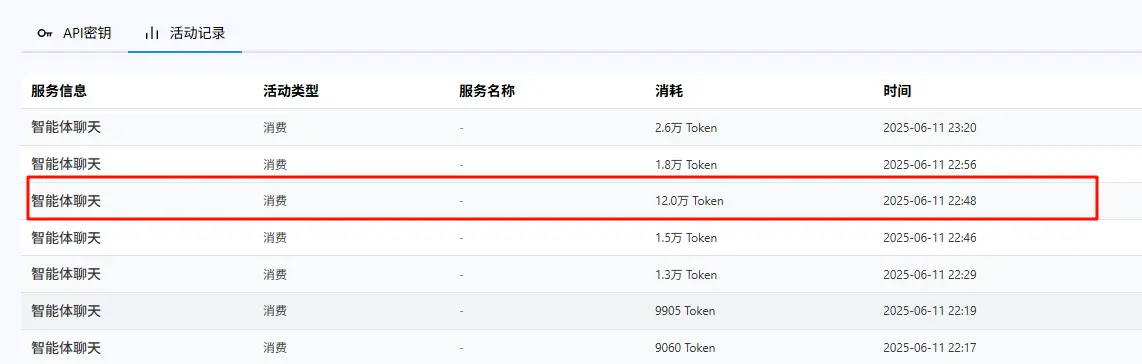 API密钥 活动记录
服务信息 活动类型 服务名称 消耗 时间
智能体聊天 消费 - 2.6万 Token 2025-06-11 23:20
智能体聊天 消费 - 1.8万 Token 2025-06-11 22:56
智能体聊天 消费 - 12.0万 Token 2025-06-11 22:48
智能体聊天 消费 - 1.5万 Token 2025-06-11 22:46
智能体聊天 消费 - 1.3万 Token 2025-06-11 22:29
智能体聊天 消费 - 9905 Token 2025-06-11 22:19
智能体聊天 消费 - 9060 Token 2025-06-11 22:17